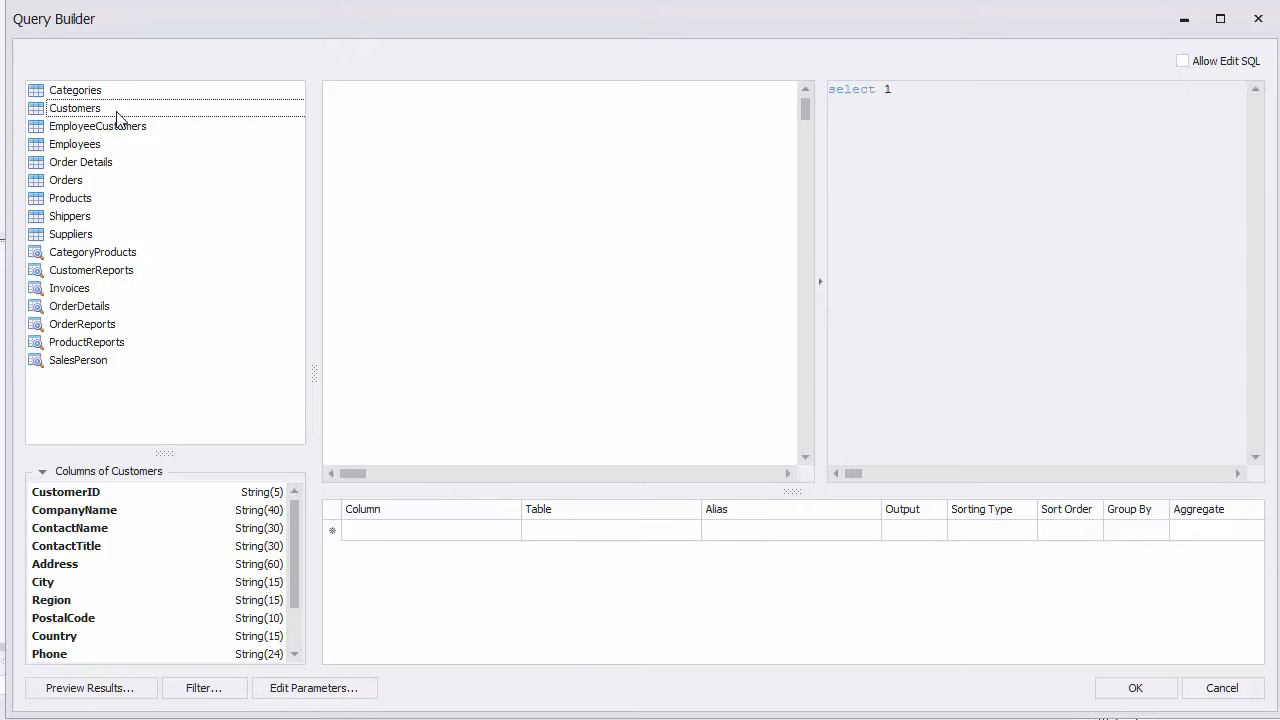 Query Builder
Allow Edit SQL
Categories
Customers
EmployeeCustomers
Employees
Order Details
Orders
Products
Shippers
Suppliers
CategoryProducts
CustomerReports
Invoices
OrderDetails
OrderReports
ProductReports
SalesPerson
select 1
Columns of Customers
CustomerID String(5)
CompanyName String(40)
ContactName String(30)
ContactTitle String(30)
Address String(60)
City String(15)
Region String(15)
PostalCode String(10)
Country String(15)
Phone String(24)
Column Table Alias Output Sorting Type Sort Order Group By Aggregate
Preview Results... Filter... Edit Parameters... OK Cancel